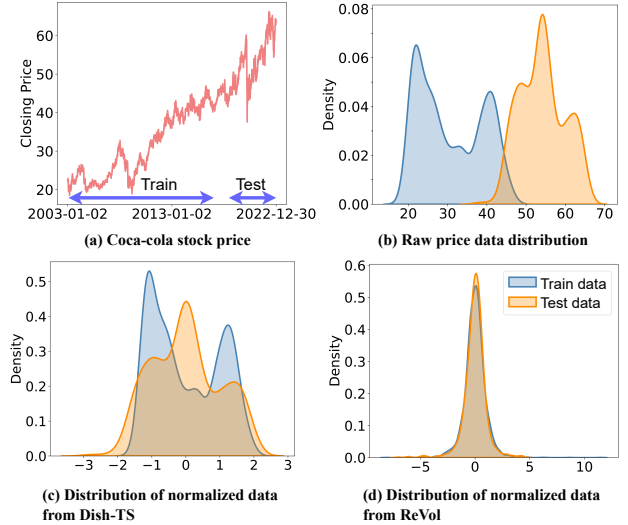 60
50
40
30
20
Closing Price
Train
Test
2003-01-02 2013-01-02 2022-12-30
(a) Coca-cola stock price
0.08
0.06
0.04
0.02
0.00
Density
20 30 40 50 60 70
(b) Raw price data distribution
0.5
0.4
0.3
0.2
0.1
0.0
Density
−3 −2 −1 0 1 2 3
(c) Distribution of normalized data
from Dish-TS
0.6
0.5
0.4
0.3
0.2
0.1
0.0
Density
Train data
Test data
−5 0 5 10
(d) Distribution of normalized data
from ReVol